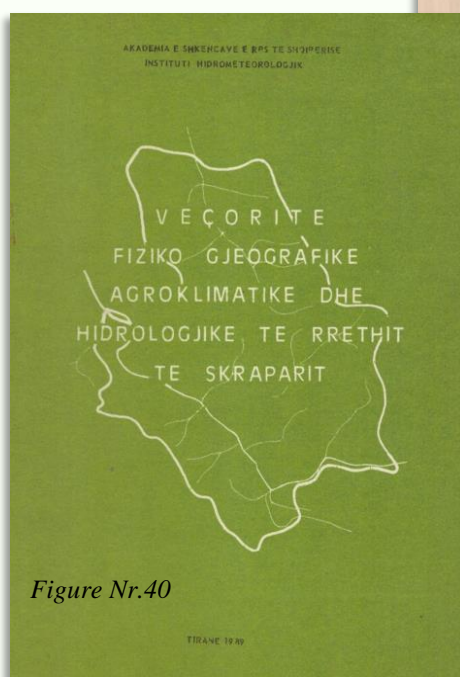 AKADEMIA E SHKENCAVE E RPS TE SHQIPERISE
INSTITUTI HIDROMETEOROLOGJIK
VEÇORITE
FIZIKO GJEOGRAFIKE
AGROKLIMATIKE DHE
HIDROLOGJIKE TE RRETHIT
TE SKRAPARIT
Figure Nr.40
TIRANE